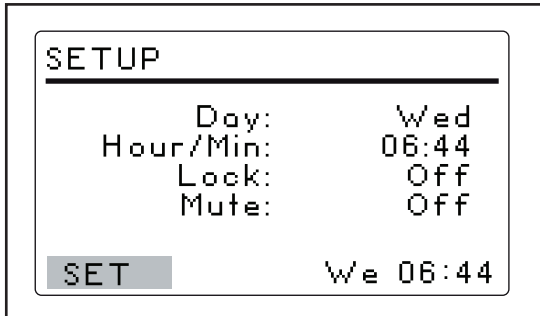 SETUP
Day: Wed
Hour/Min: 06:44
Lock: Off
Mute: Off
SET We 06:44